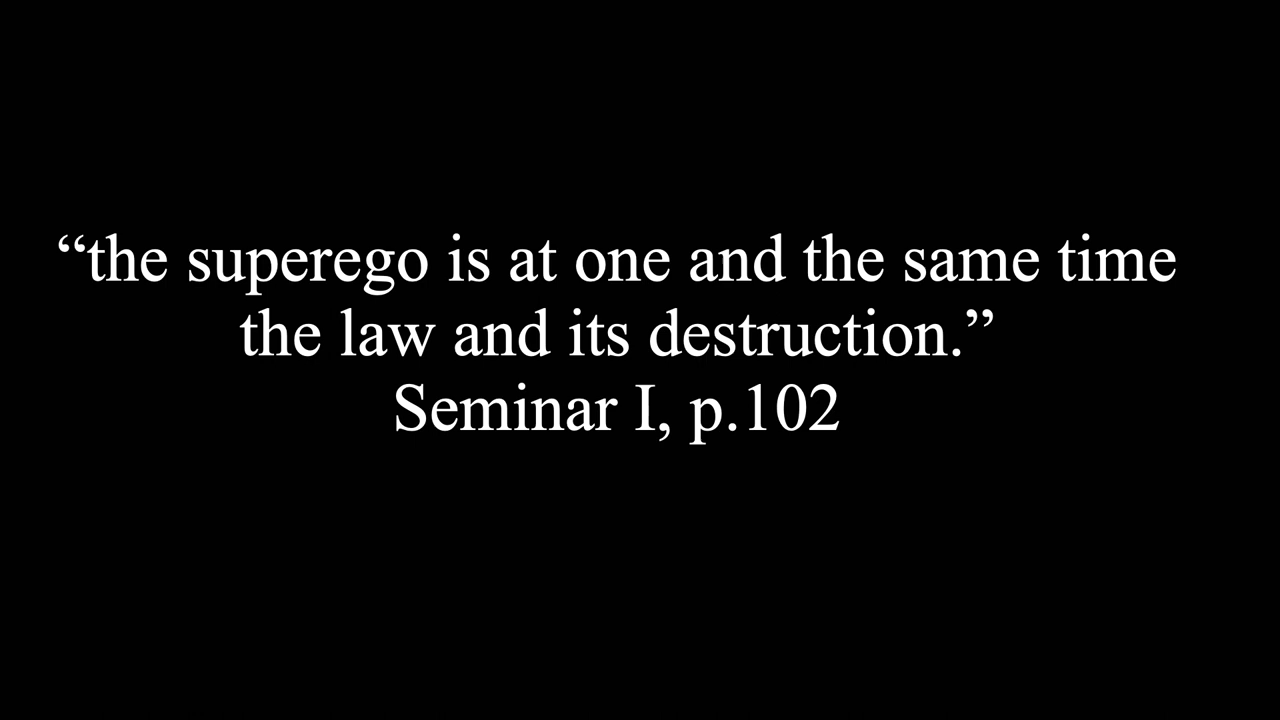 “the superego is at one and the same time
the law and its destruction.”
Seminar I, p.102